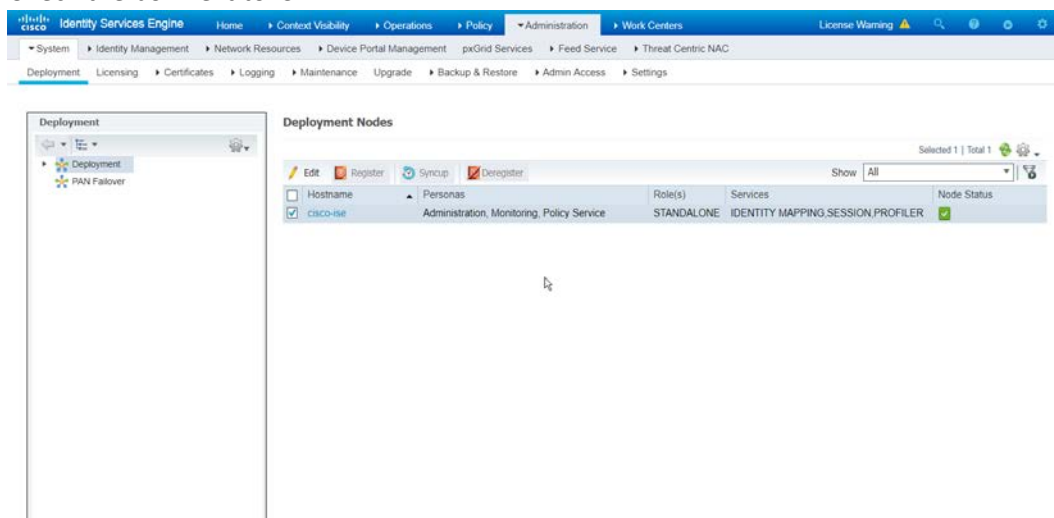 cisco Identity Services Engine Home Context Visibility Operations Policy Administration Work Centers License Warning
System Identity Management Network Resources Device Portal Management pxGrid Services Feed Service Threat Centric NAC
Deployment Licensing Certificates Logging Maintenance Upgrade Backup & Restore Admin Access Settings
Deployment
Deployment
PAN Failover
Deployment Nodes
Selected 1 | Total 1
Edit Register Syncup Deregister Show All
Hostname Personas Role(s) Services Node Status
cisco-ise Administration, Monitoring, Policy Service STANDALONE IDENTITY MAPPING,SESSION,PROFILER